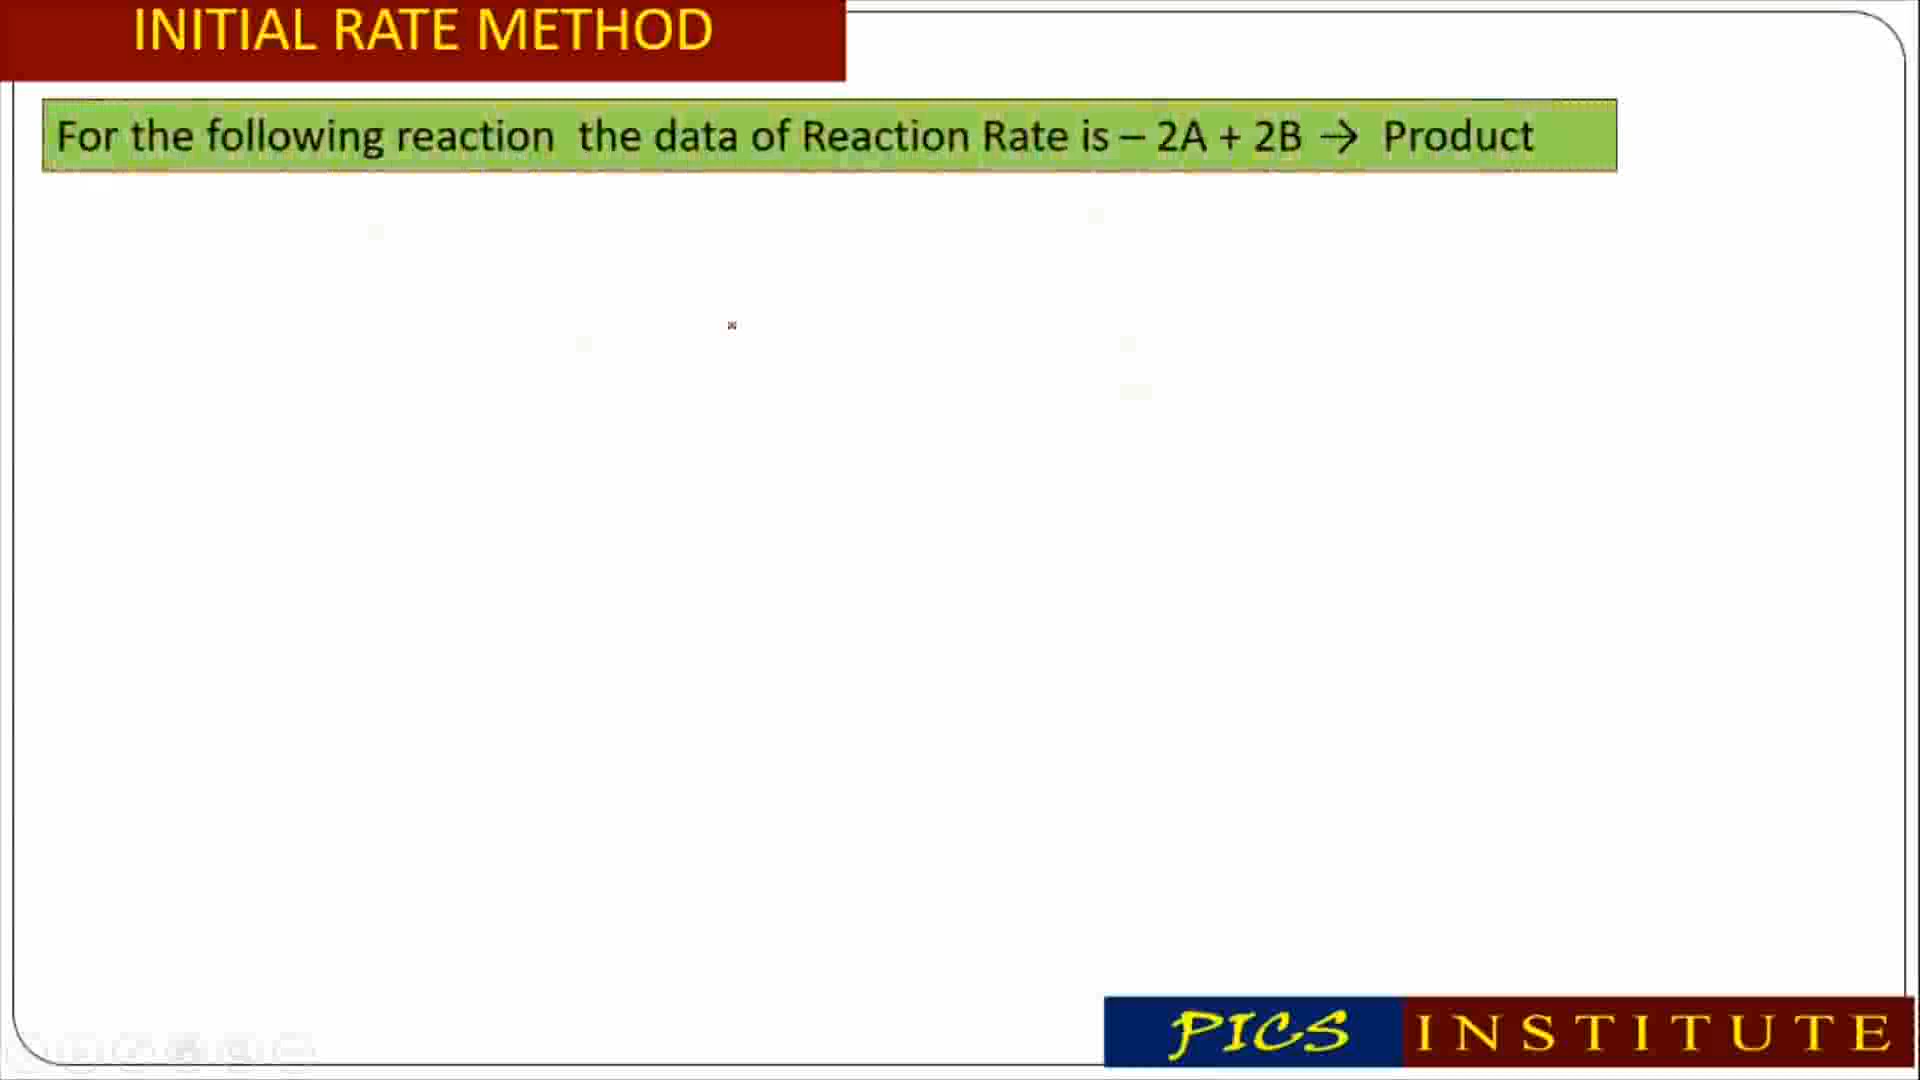 INITIAL RATE METHOD
For the following reaction the data of Reaction Rate is – 2A + 2B → Product
PICS INSTITUTE